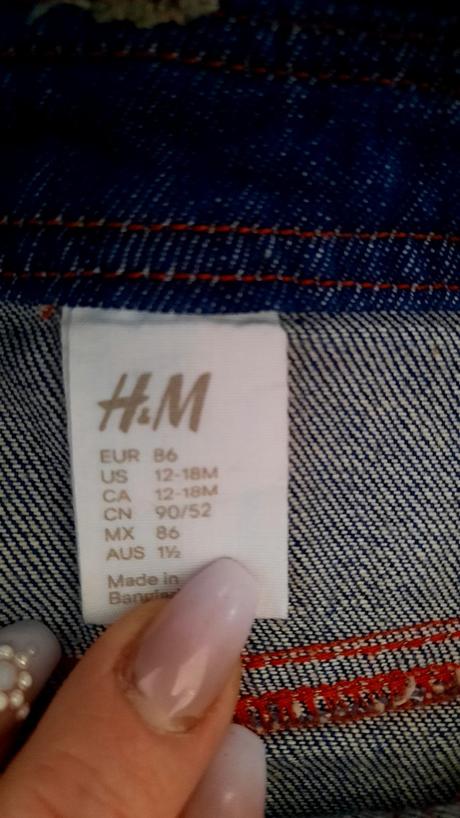 H&M
EUR 86
US 12-18M
CA 12-18M
CN 90/52
MX 86
AUS 1½
Made in